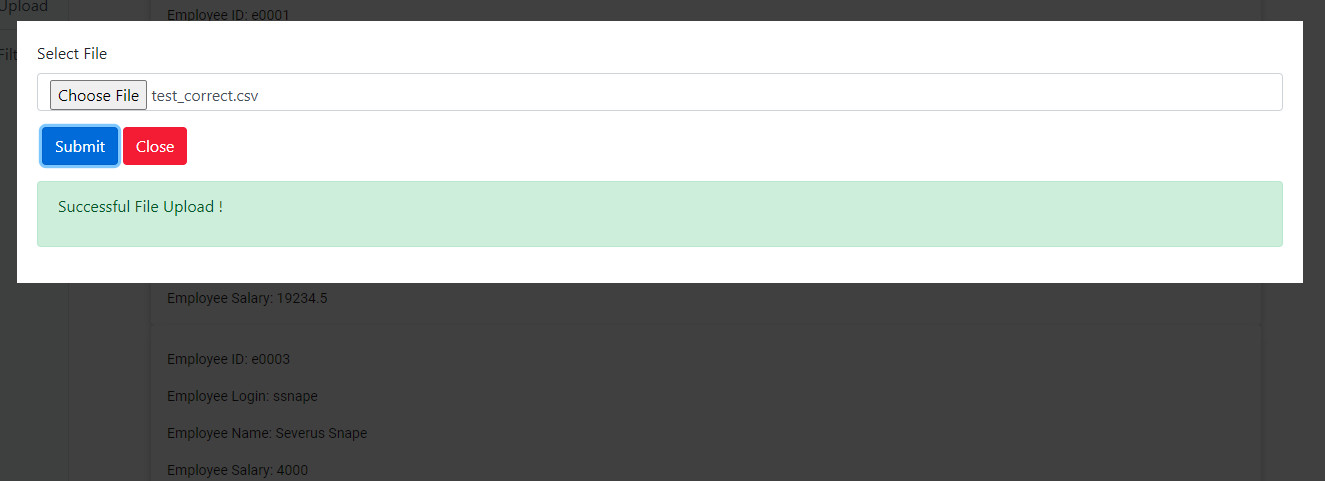 Upload
Employee ID: e0001
Filt
Select File
Choose File test_correct.csv
Submit Close
Successful File Upload !
Employee Salary: 19234.5
Employee ID: e0003
Employee Login: ssnape
Employee Name: Severus Snape
Employee Salary: 4000